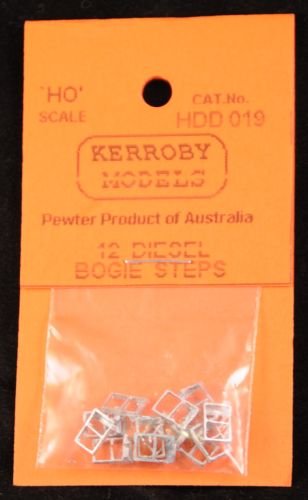 'HO'
SCALE
CAT.No.
HDD 019
KERROBY
MODELS
Pewter Product of Australia
12 DIESEL
BOGIE STEPS